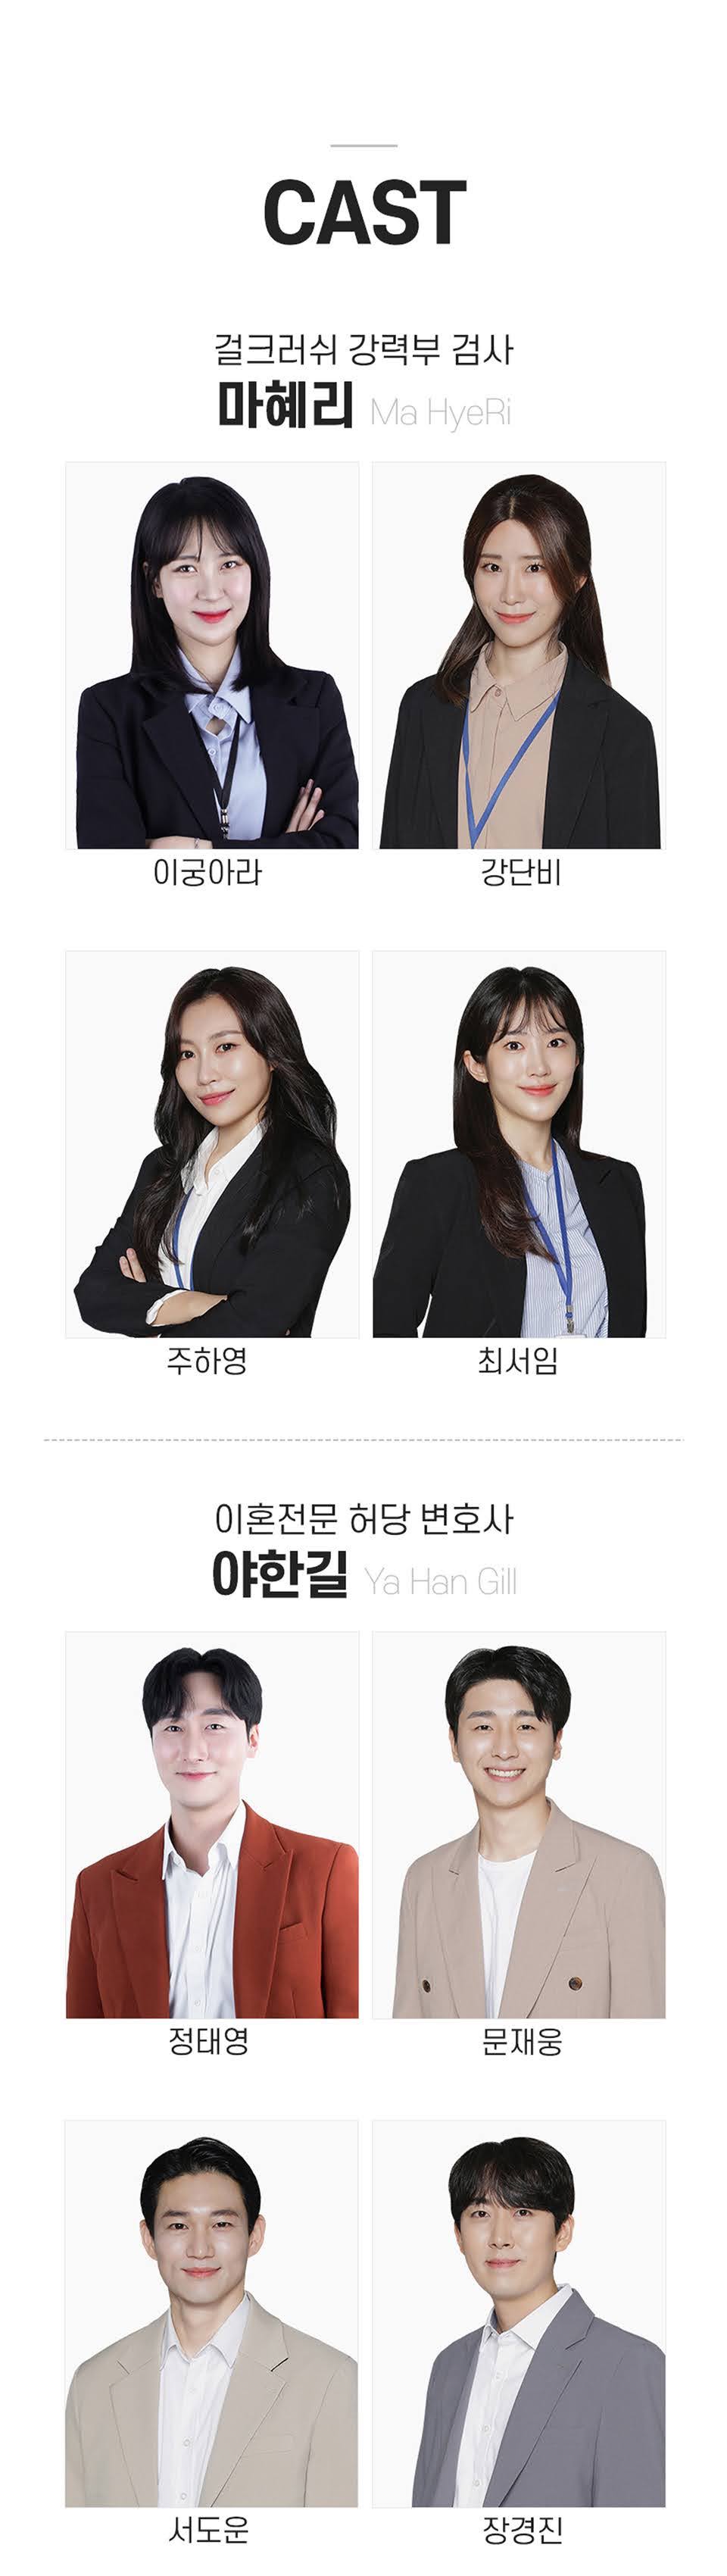 CAST
걸크러쉬 강력부 검사
마혜리 Ma HyeRi
이궁아라 강단비
주하영 최서임
이혼전문 허당 변호사
야한길 Ya Han Gill
정태영 문재웅
서도운 장경진